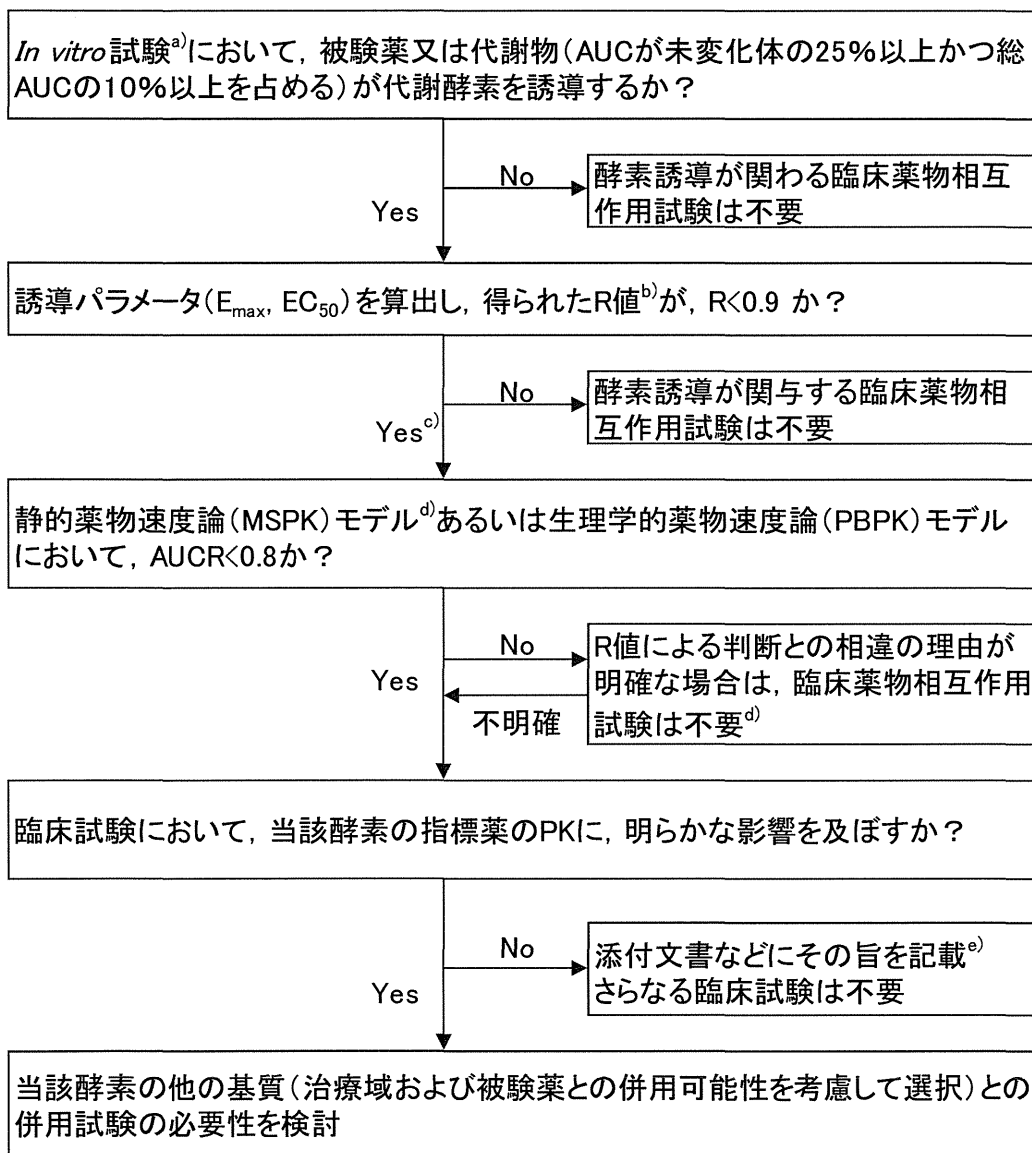 In vitro試験a)において，被験薬又は代謝物(AUCが未変化体の25%以上かつ総
AUCの10%以上を占める)が代謝酵素を誘導するか？
No
酵素誘導が関わる臨床薬物相互
作用試験は不要
Yes
誘導パラメータ(Emax, EC50)を算出し，得られたR値b)が，R<0.9 か？
No
酵素誘導が関与する臨床薬物相
互作用試験は不要
Yesc)
静的薬物速度論(MSPK)モデルd)あるいは生理学的薬物速度論(PBPK)モデル
において，AUCR<0.8か？
No
R値による判断との相違の理由が
明確な場合は，臨床薬物相互作用
試験は不要d)
Yes
不明確
臨床試験において，当該酵素の指標薬のPKに，明らかな影響を及ぼすか？
No
添付文書などにその旨を記載e)
さらなる臨床試験は不要
Yes
当該酵素の他の基質(治療域および被験薬との併用可能性を考慮して選択)との
併用試験の必要性を検討